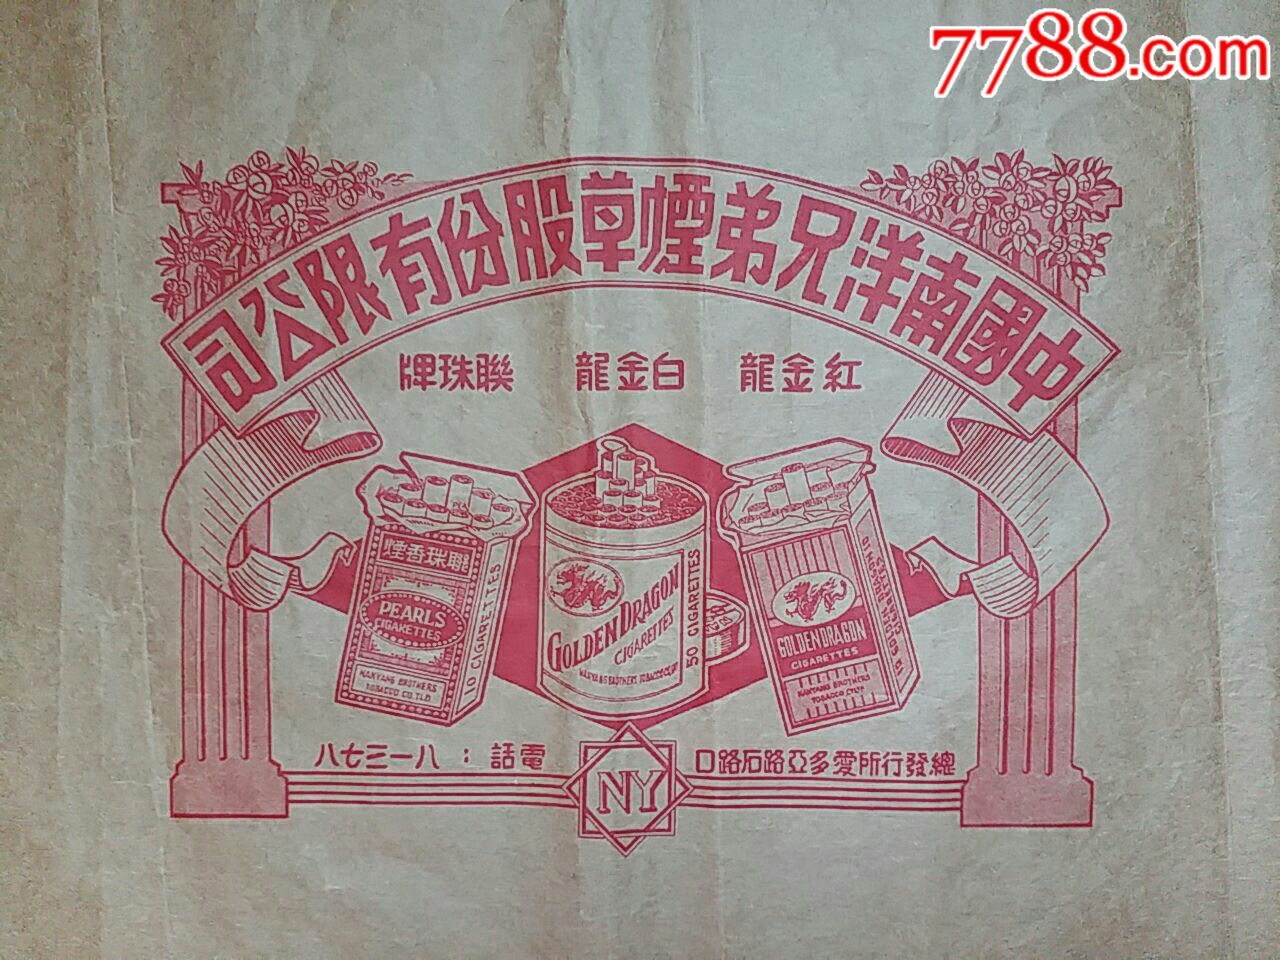 7788.com
中國南洋兄弟煙草股份有限公司
紅金龍 白金龍 聯珠牌
聯珠香煙
PEARLS
CIGARETTES
NANYANG BROTHERS
TOBACCO CO. LTD
10 CIGARETTES
GOLDEN DRAGON
CIGARETTES
NANYANG BROTHERS TOBACCO CO.
50 CIGARETTES
GOLDEN DRAGON
CIGARETTES
NANYANG BROTHERS
TOBACCO
總發行所愛多亞路石路口
電話：八一三七八
NY